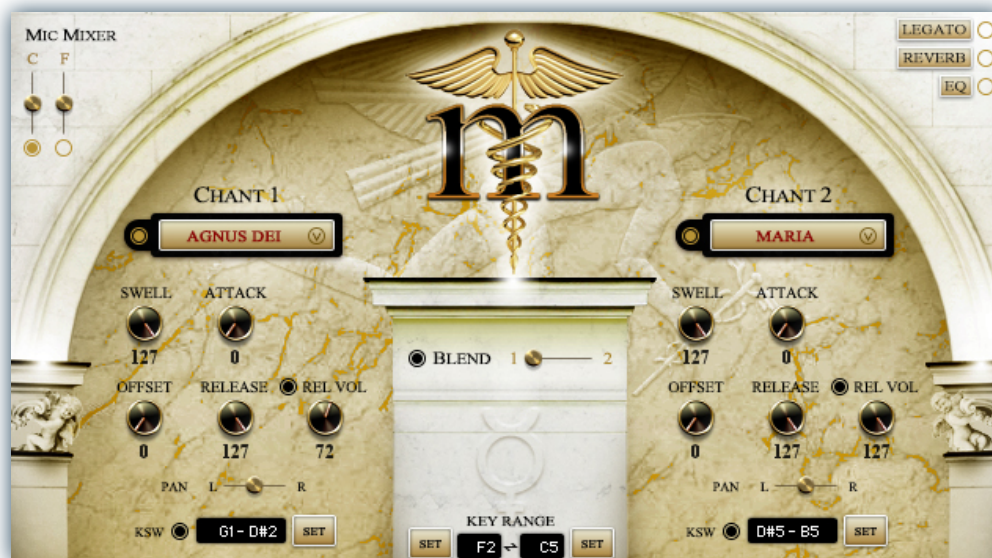 MIC MIXER
C F
LEGATO
REVERB
EQ
m
CHANT 1
AGNUS DEI
CHANT 2
MARIA
SWELL ATTACK
127 0
OFFSET RELEASE REL VOL
0 127 72
PAN L R
KSW G1 - D#2 SET
BLEND 1 2
KEY RANGE
SET F2 C5 SET
SWELL ATTACK
127 0
OFFSET RELEASE REL VOL
0 127 127
PAN L R
KSW D#5 - B5 SET